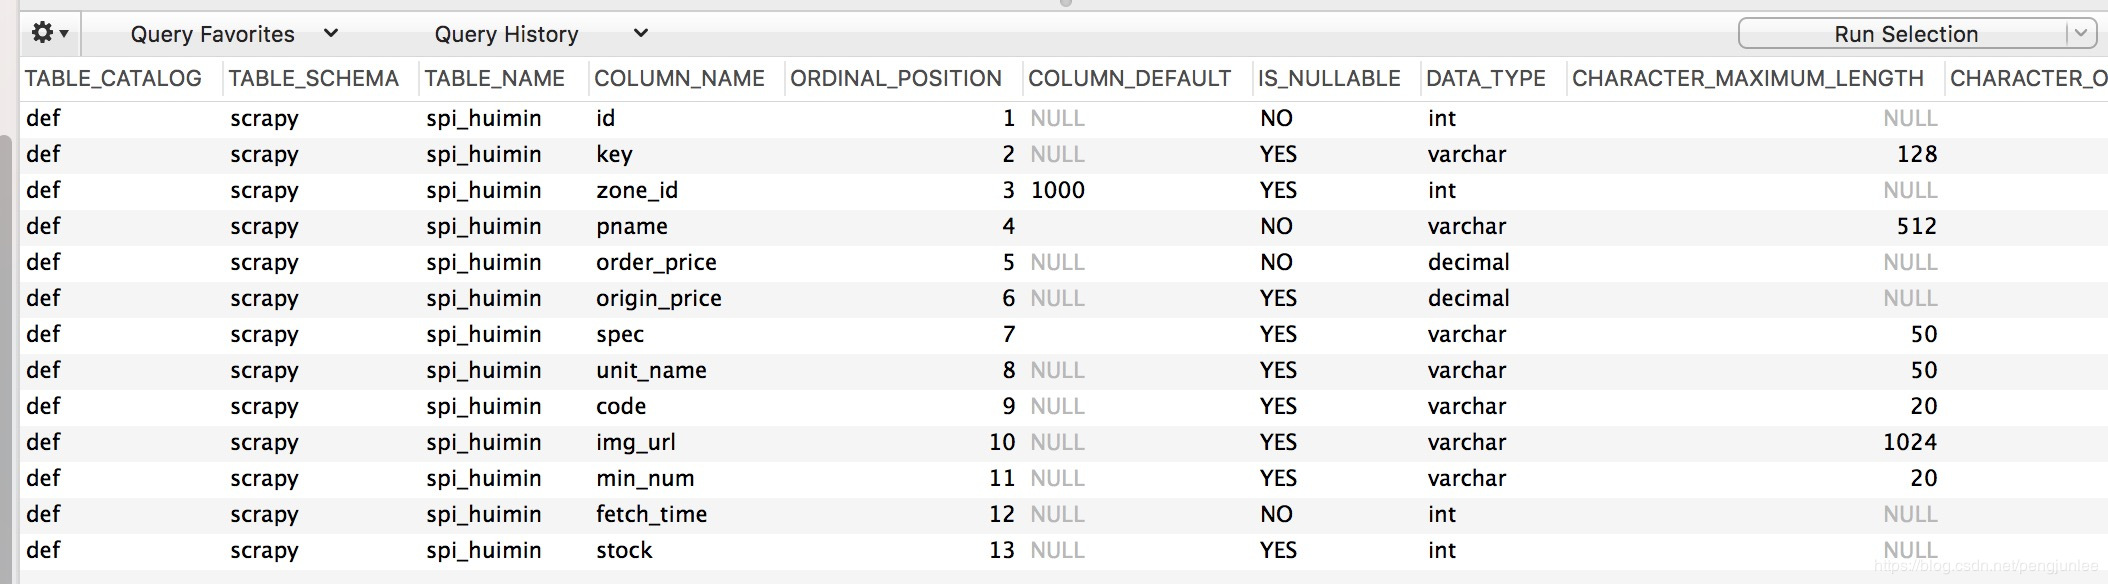 Query Favorites Query History Run Selection
TABLE_CATALOG TABLE_SCHEMA TABLE_NAME COLUMN_NAME ORDINAL_POSITION COLUMN_DEFAULT IS_NULLABLE DATA_TYPE CHARACTER_MAXIMUM_LENGTH CHARACTER_O
def scrapy spi_huimin id 1 NULL NO int NULL
def scrapy spi_huimin key 2 NULL YES varchar 128
def scrapy spi_huimin zone_id 3 1000 YES int NULL
def scrapy spi_huimin pname 4 NO varchar 512
def scrapy spi_huimin order_price 5 NULL NO decimal NULL
def scrapy spi_huimin origin_price 6 NULL YES decimal NULL
def scrapy spi_huimin spec 7 YES varchar 50
def scrapy spi_huimin unit_name 8 NULL YES varchar 50
def scrapy spi_huimin code 9 NULL YES varchar 20
def scrapy spi_huimin img_url 10 NULL YES varchar 1024
def scrapy spi_huimin min_num 11 NULL YES varchar 20
def scrapy spi_huimin fetch_time 12 NULL NO int NULL
def scrapy spi_huimin stock 13 NULL YES int NULL
https://blog.csdn.net/pengjunlee